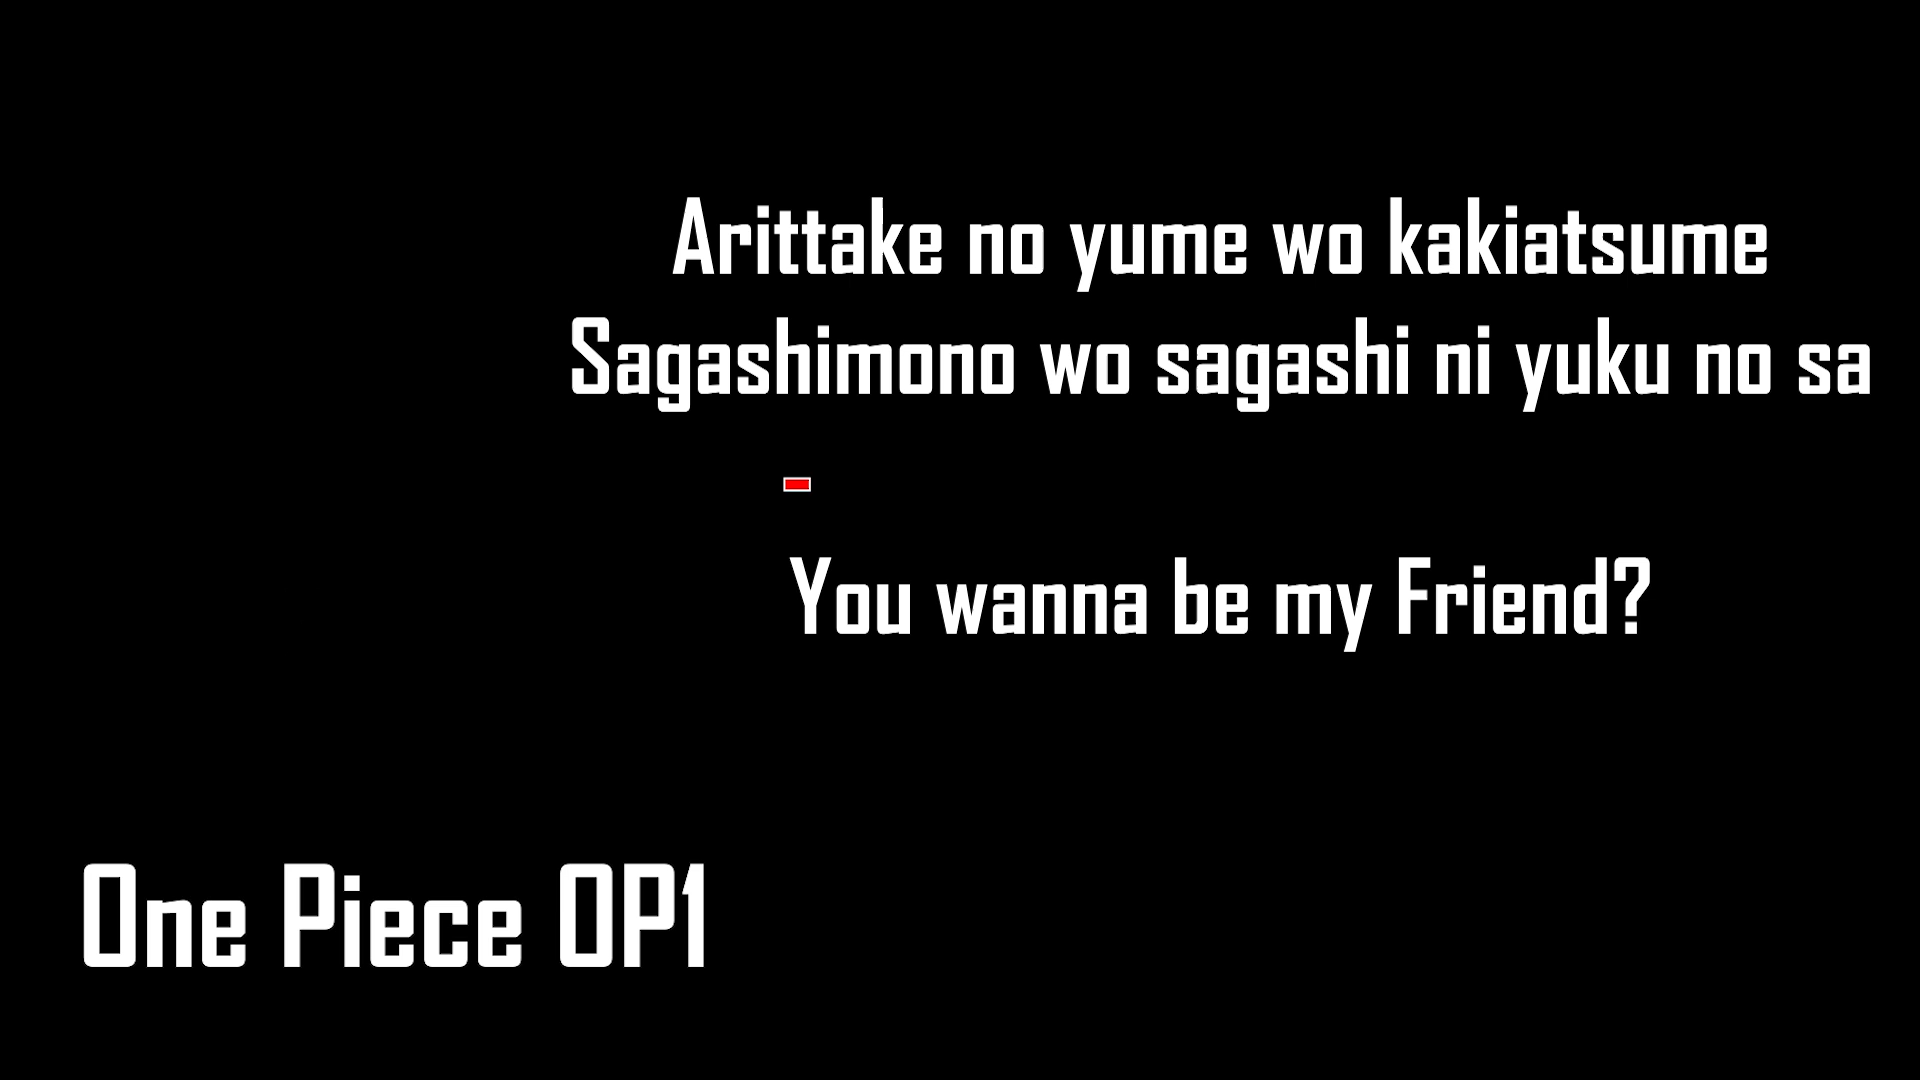 Arittake no yume wo kakiatsume
Sagashimono wo sagashi ni yuku no sa
You wanna be my Friend?
One Piece OP1